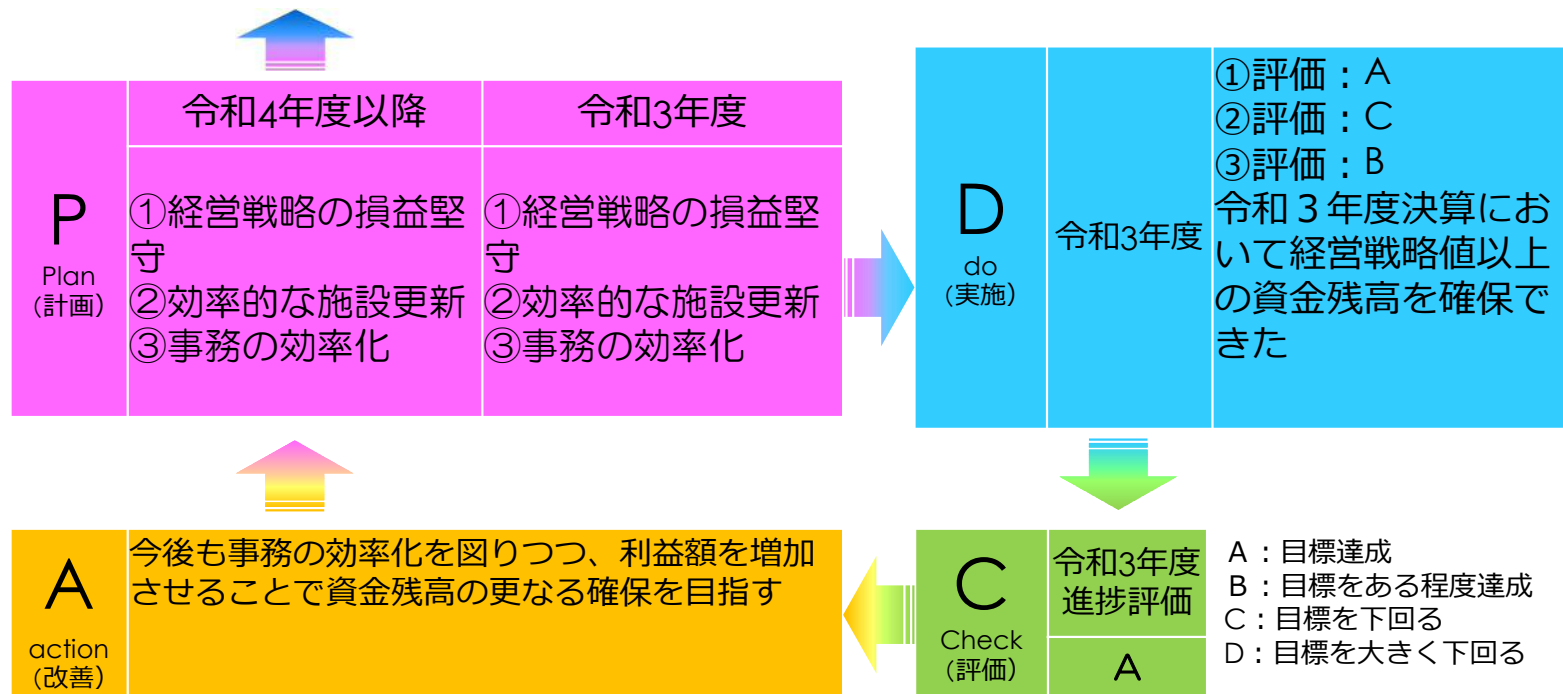 P
Plan
（計画）
令和4年度以降
①経営戦略の損益堅
守
②効率的な施設更新
③事務の効率化
令和3年度
①経営戦略の損益堅
守
②効率的な施設更新
③事務の効率化
D
do
（実施）
令和3年度
①評価：A
②評価：C
③評価：B
令和３年度決算にお
いて経営戦略値以上
の資金残高を確保で
きた
C
Check
（評価）
令和3年度
進捗評価
A
A：目標達成
B：目標をある程度達成
C：目標を下回る
D：目標を大きく下回る
A
action
（改善）
今後も事務の効率化を図りつつ、利益額を増加
させることで資金残高の更なる確保を目指す